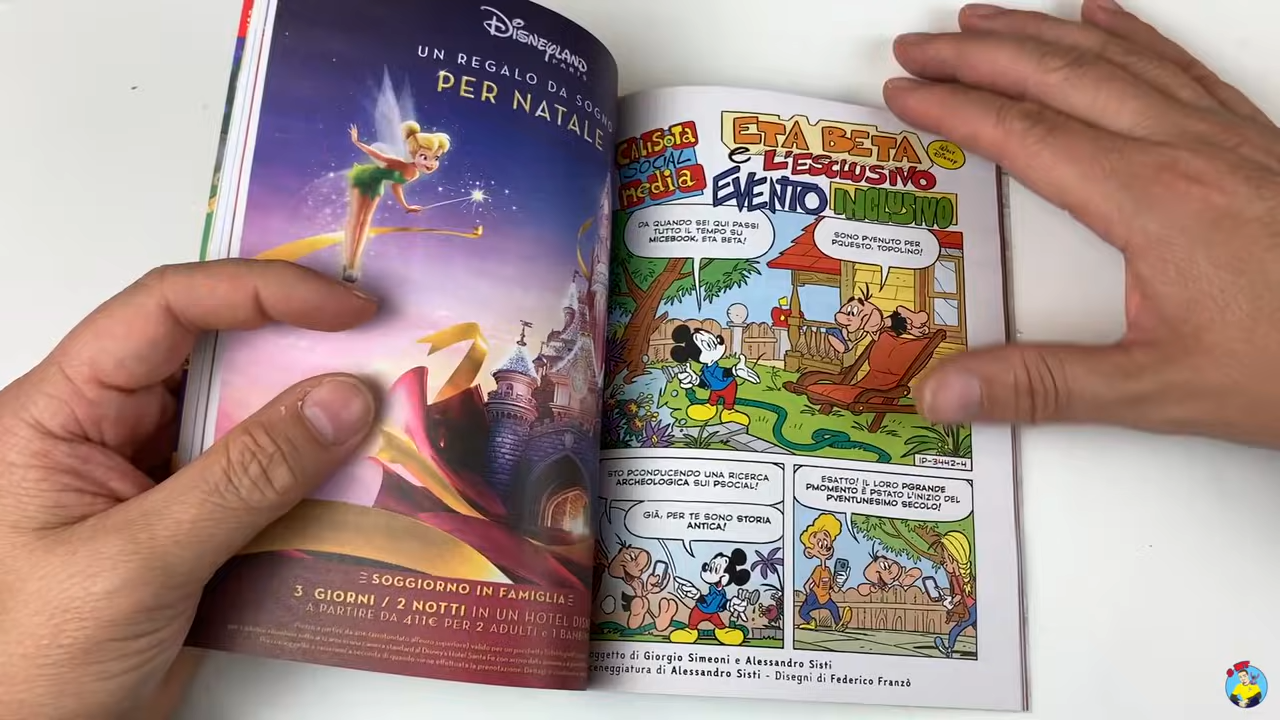 Disneyland
PARIS
UN REGALO DA SOGNO
PER NATALE
SOGGIORNO IN FAMIGLIA
3 GIORNI / 2 NOTTI IN UN HOTEL
A PARTIRE DA 411€ PER 2 ADULTI e 1
CALISOTA
SOCIAL
media
ETA BETA
e L'ESCLUSIVO
EVENTO INCLUSIVO
Walt
Disney
DA QUANDO SEI QUI PASSI
TUTTO IL TEMPO SU
MICEBOOK, ETA BETA!
SONO PVENUTO PER
PQUESTO, TOPOLINO!
IP-3442-4
STO PCONDUCENDO UNA RICERCA
ARCHEOLOGICA SUI PSOCIAL!
GIÀ, PER TE SONO STORIA
ANTICA!
ESATTO! IL LORO PGRANDE
PMOMENTO È PSTATO L'INIZIO DEL
PVENTUNESIMO SECOLO!
di Giorgio Simeoni e Alessandro Sisti
di Alessandro Sisti - Disegni di Federico Franzò